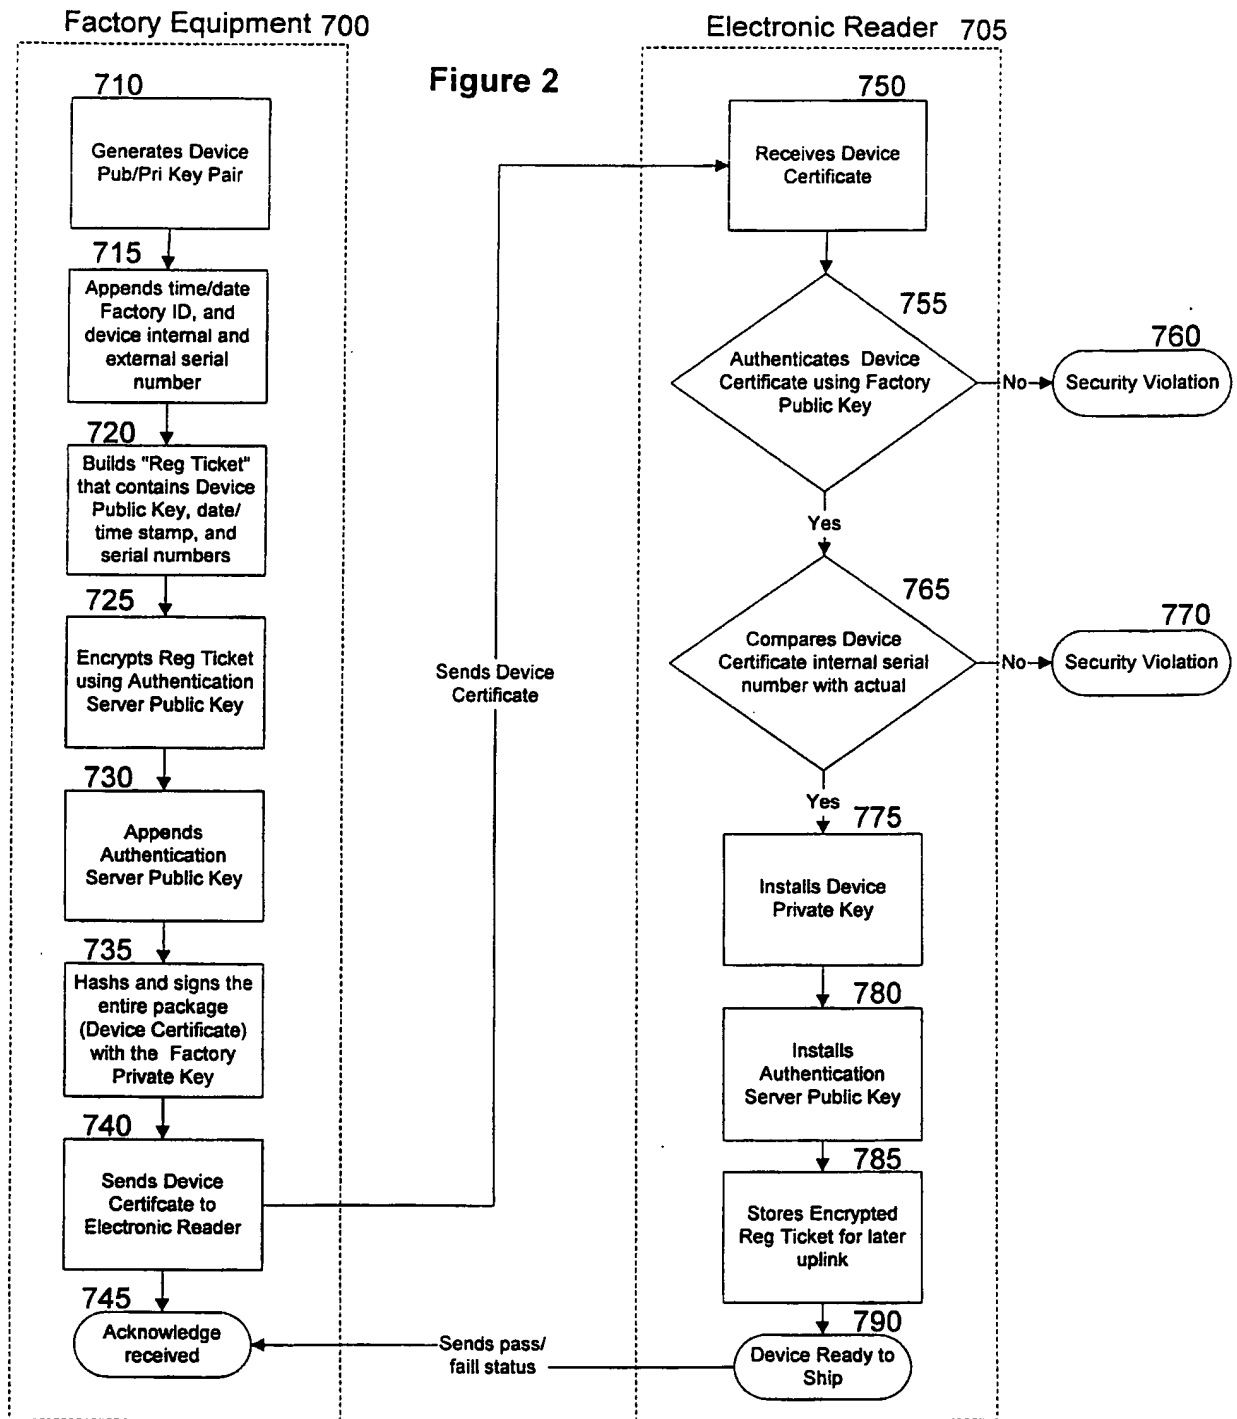 Factory Equipment 700
Figure 2
710
Generates Device
Pub/Pri Key Pair
715
Appends time/date
Factory ID, and
device internal and
external serial
number
720
Builds "Reg Ticket"
that contains Device
Public Key, date/
time stamp, and
serial numbers
725
Encrypts Reg Ticket
using Authentication
Server Public Key
730
Appends
Authentication
Server Public Key
735
Hashs and signs the
entire package
(Device Certificate)
with the Factory
Private Key
740
Sends Device
Certifcate to
Electronic Reader
745
Acknowledge
received
Sends Device
Certificate
Sends pass/
faill status
Electronic Reader 705
750
Receives Device
Certificate
755
Authenticates Device
Certificate using Factory
Public Key
No
760
Security Violation
Yes
765
Compares Device
Certificate internal serial
number with actual
No
770
Security Violation
Yes
775
Installs Device
Private Key
780
Installs
Authentication
Server Public Key
785
Stores Encrypted
Reg Ticket for later
uplink
790
Device Ready to
Ship